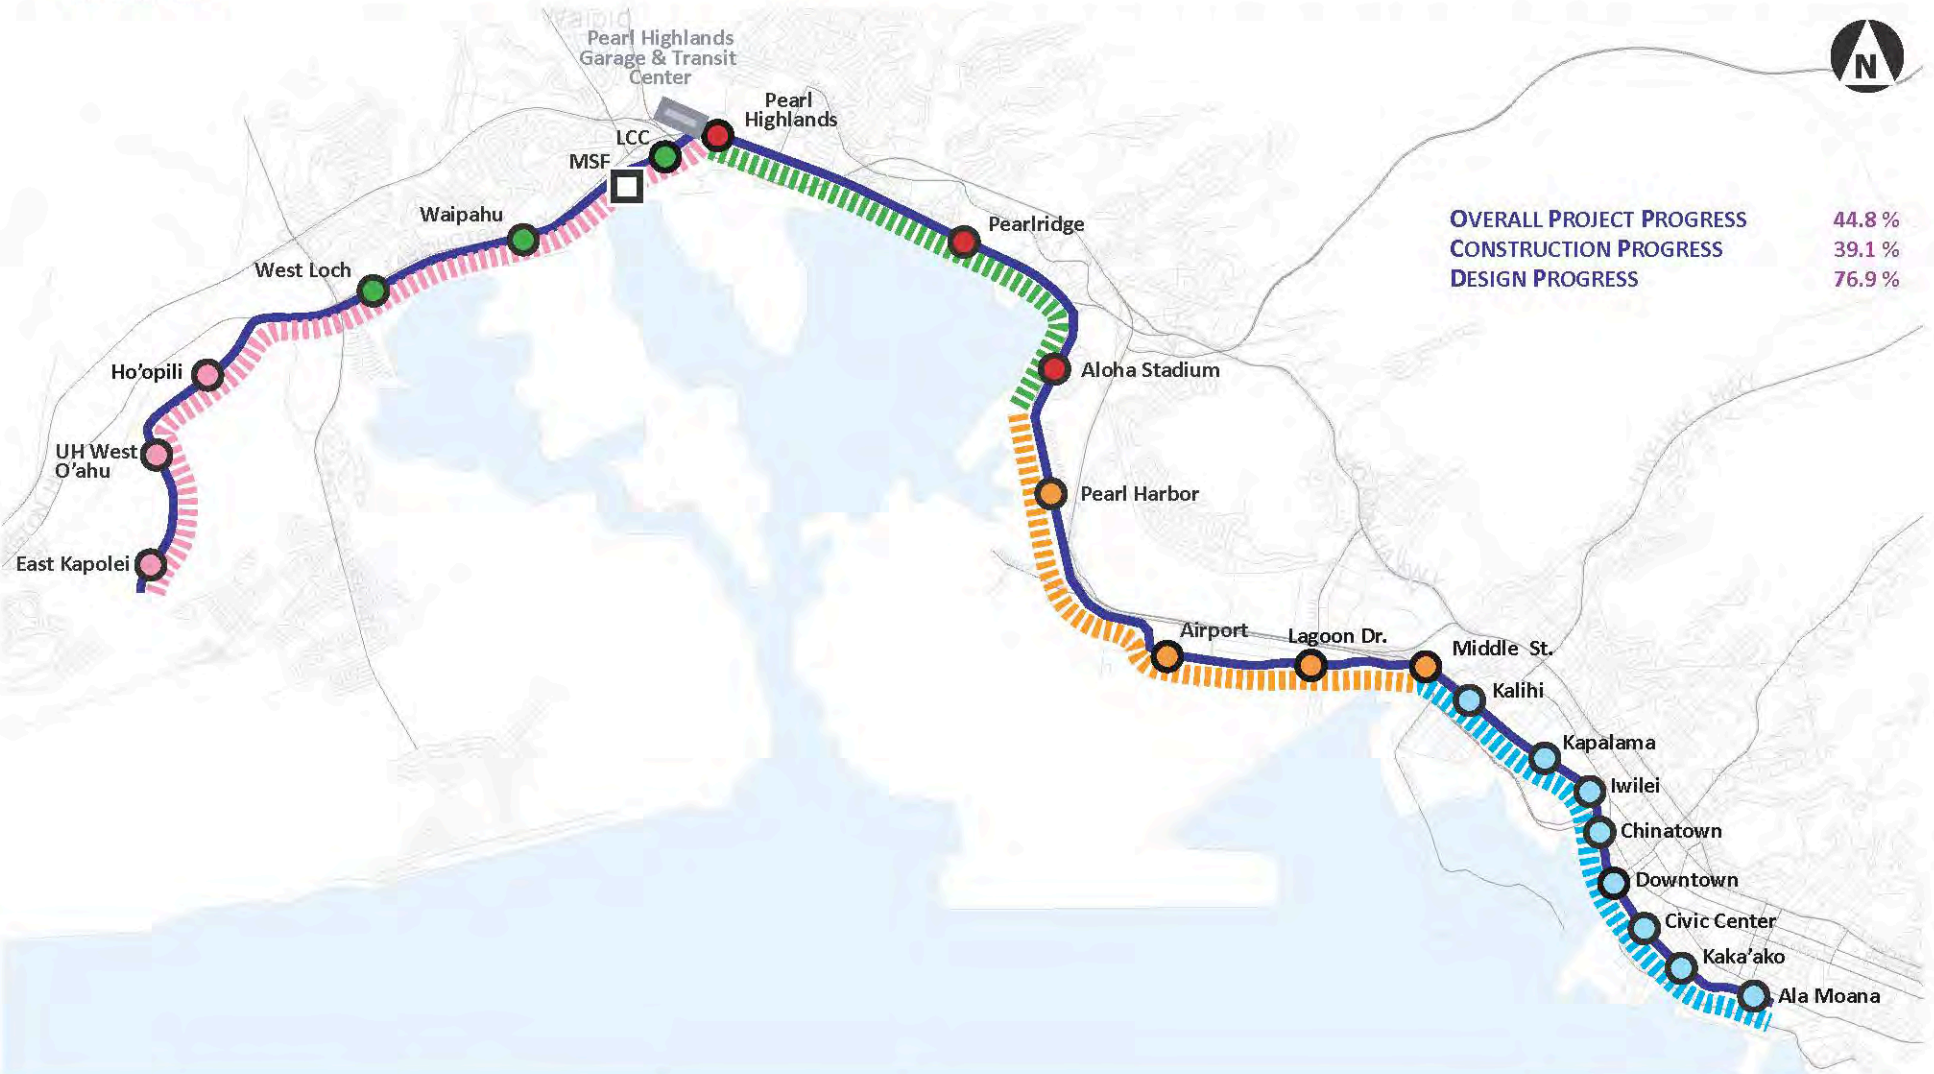 Pearl Highlands
Garage & Transit
Center
Pearl
Highlands
LCC
MSF
Waipahu
West Loch
Ho'opili
UH West
O'ahu
East Kapolei
Pearlridge
Aloha Stadium
Pearl Harbor
Airport
Lagoon Dr.
Middle St.
Kalihi
Kapalama
Iwilei
Chinatown
Downtown
Civic Center
Kaka'ako
Ala Moana
N
OVERALL PROJECT PROGRESS 44.8 %
CONSTRUCTION PROGRESS 39.1 %
DESIGN PROGRESS 76.9 %